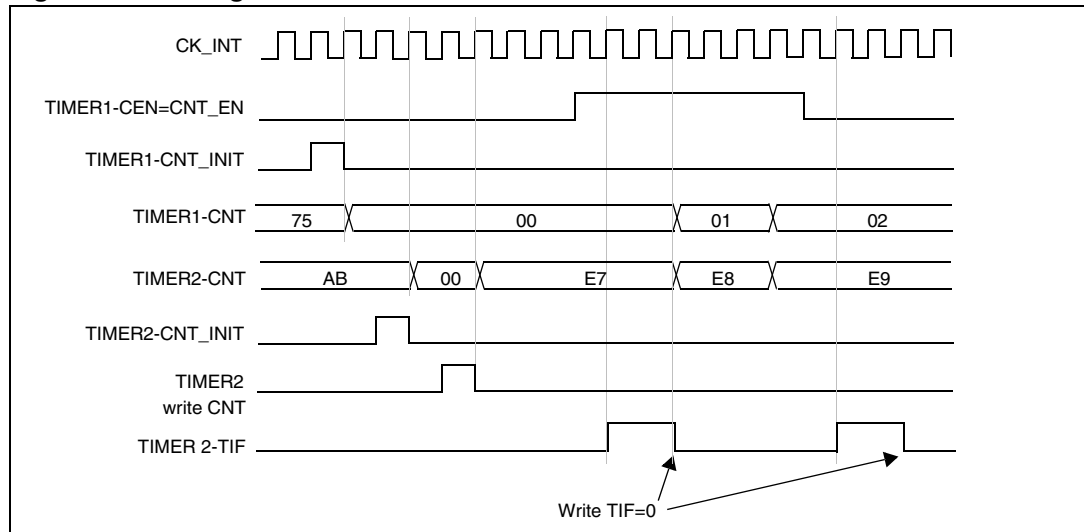 CK_INT
TIMER1-CEN=CNT_EN
TIMER1-CNT_INIT
TIMER1-CNT 75 00 01 02
TIMER2-CNT AB 00 E7 E8 E9
TIMER2-CNT_INIT
TIMER2
write CNT
TIMER 2-TIF
Write TIF=0